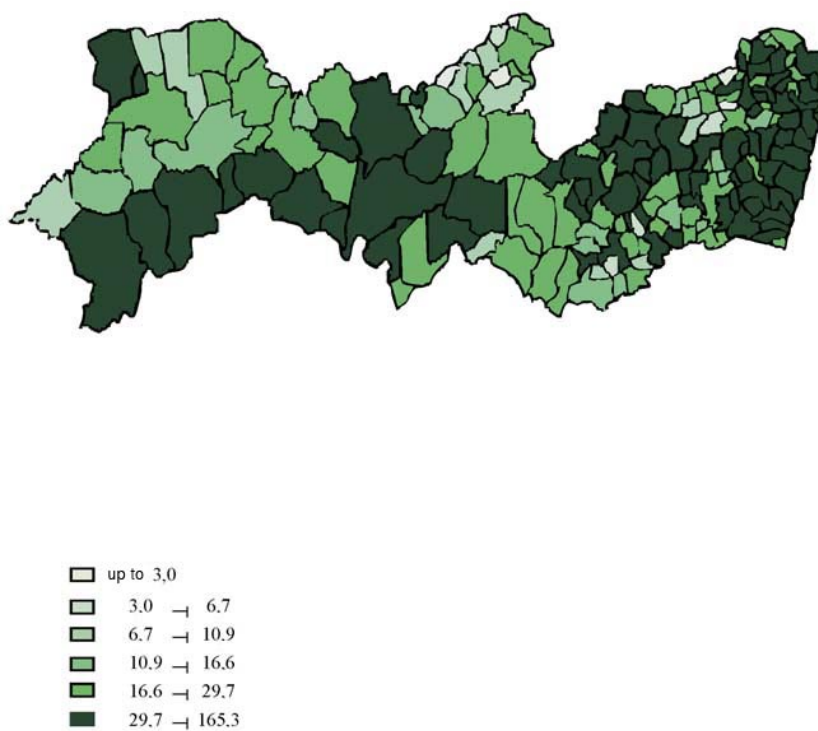 up to 3,0
3.0 ⊣ 6.7
6.7 ⊣ 10.9
10.9 ⊣ 16.6
16.6 ⊣ 29.7
29.7 ⊣ 165.3